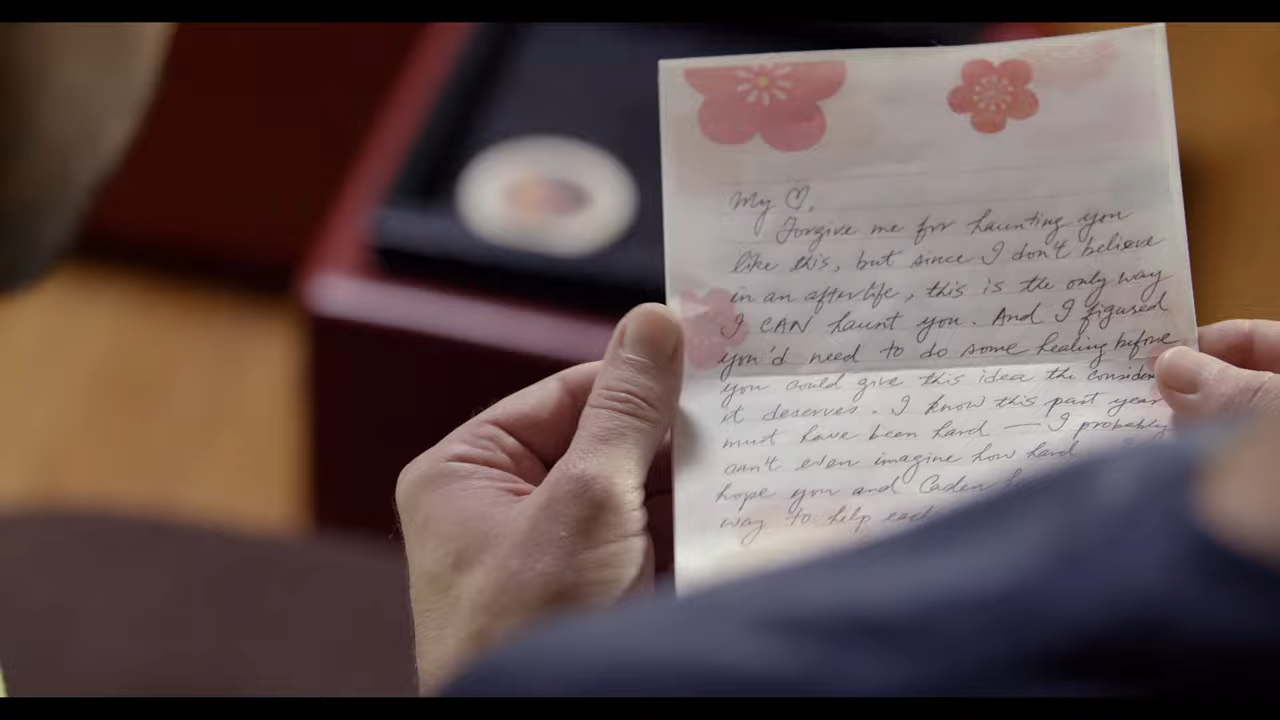 My ♡,
Forgive me for haunting you
like this, but since I don't believe
in an afterlife, this is the only way
I CAN haunt you. And I figured
you'd need to do some healing before
you could give this idea the consider
it deserves. I know this past year
must have been hard — I probably
can't even imagine how hard
hope you and Caden
way to help each